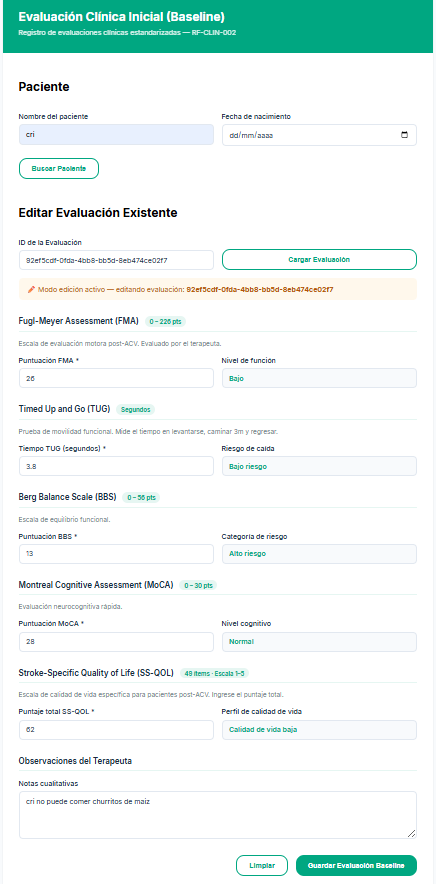 Evaluación Clínica Inicial (Baseline)
Registro de evaluaciones clínicas estandarizadas — RF-CLIN-002
Paciente
Nombre del paciente
Fecha de nacimiento
cri
dd/mm/aaaa
Buscar Paciente
Editar Evaluación Existente
ID de la Evaluación
92ef5cdf-0fda-4bb8-bb5d-8eb474ce02f7
Cargar Evaluación
Modo edición activo — editando evaluación: 92ef5cdf-0fda-4bb8-bb5d-8eb474ce02f7
Fugl-Meyer Assessment (FMA) 0–226 pts
Escala de evaluación motora post-ACV. Evaluado por el terapeuta.
Puntuación FMA *
Nivel de función
26
Bajo
Timed Up and Go (TUG) Segundos
Prueba de movilidad funcional. Mide el tiempo en levantarse, caminar 3m y regresar.
Tiempo TUG (segundos) *
Riesgo de caída
3.8
Bajo riesgo
Berg Balance Scale (BBS) 0–56 pts
Escala de equilibrio funcional.
Puntuación BBS *
Categoría de riesgo
13
Alto riesgo
Montreal Cognitive Assessment (MoCA) 0–30 pts
Evaluación neurocognitiva rápida.
Puntuación MoCA *
Nivel cognitivo
28
Normal
Stroke-Specific Quality of Life (SS-QOL) 49 ítems · Escala 1–5
Escala de calidad de vida específica para pacientes post-ACV. Ingrese el puntaje total.
Puntaje total SS-QOL *
Perfil de calidad de vida
62
Calidad de vida baja
Observaciones del Terapeuta
Notas cualitativas
cri no puede comer churritos de maiz
Limpiar
Guardar Evaluación Baseline